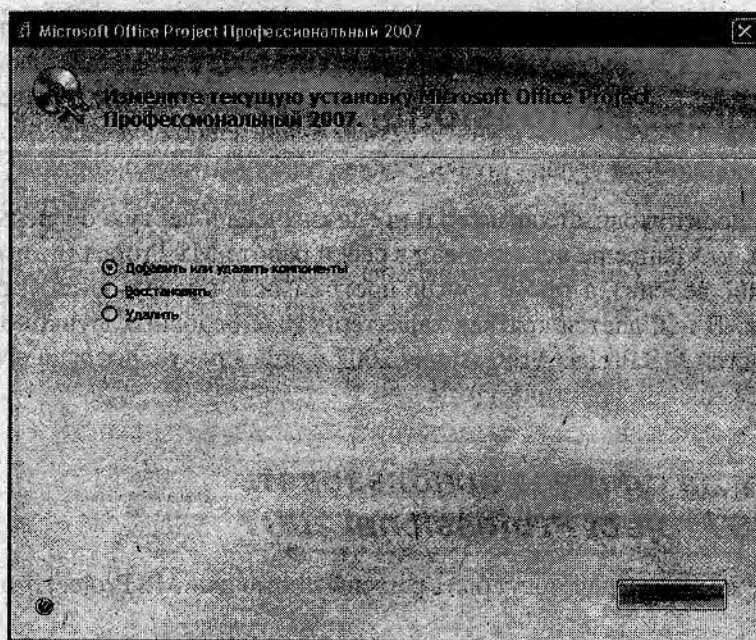 Microsoft Office Project Профессиональный 2007
Измените текущую установку Microsoft Office Project
Профессиональный 2007.
Добавить или удалить компоненты
Восстановить
Удалить